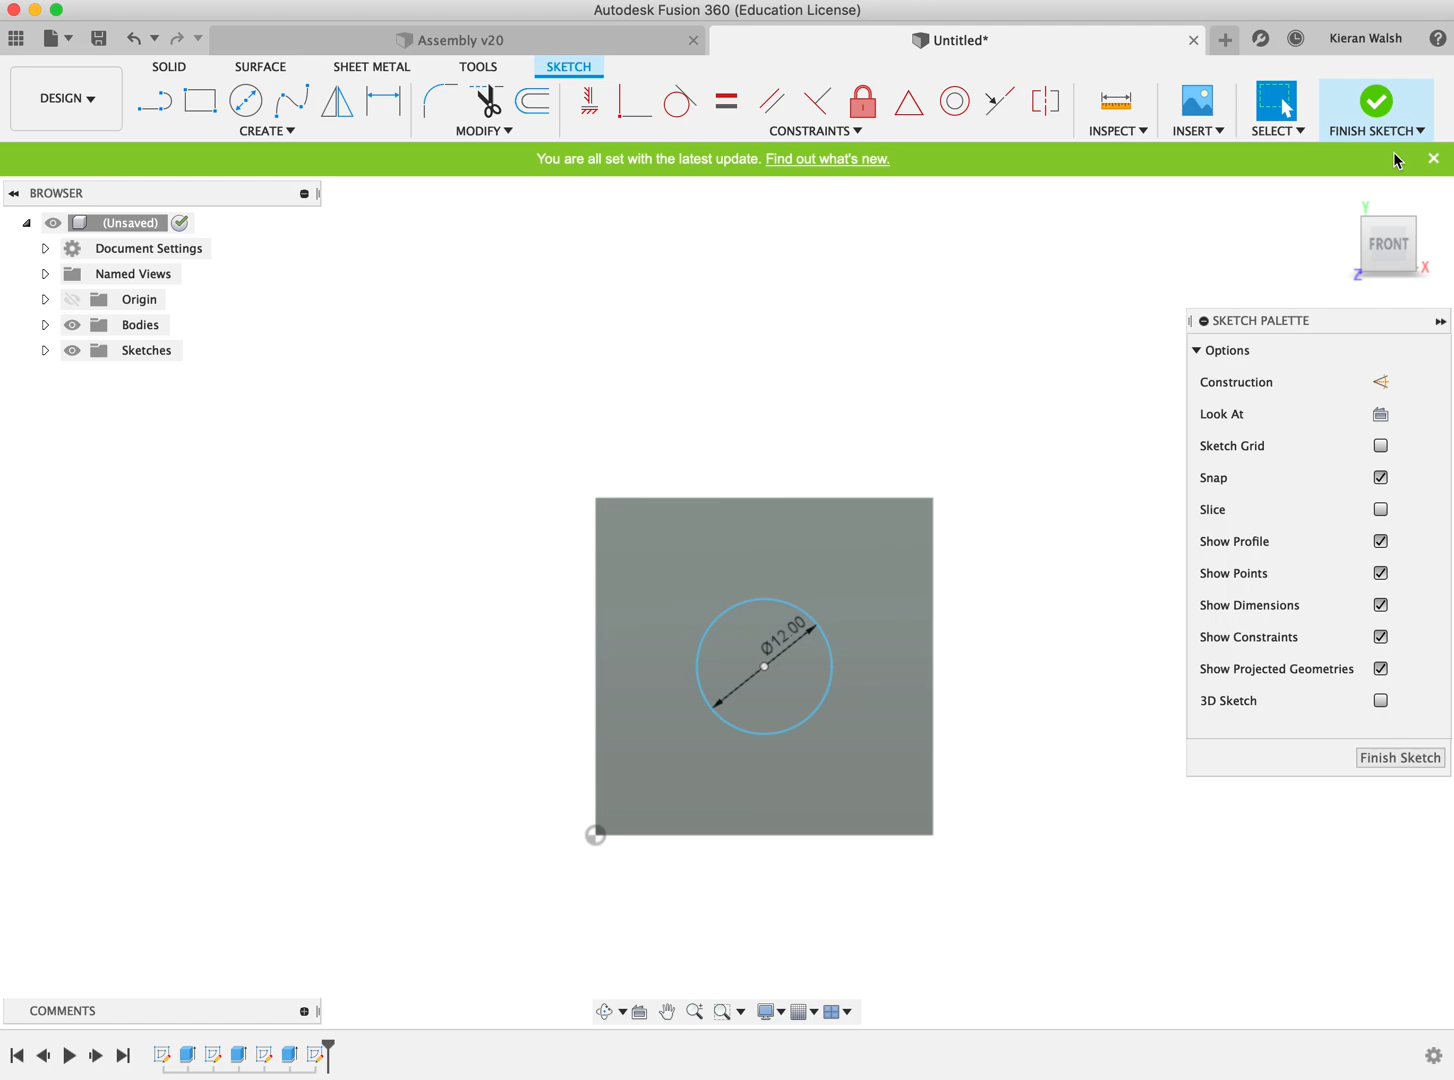 Autodesk Fusion 360 (Education License)
Assembly v20
Untitled*
Kieran Walsh
SOLID
SURFACE
SHEET METAL
TOOLS
SKETCH
DESIGN
CREATE
MODIFY
CONSTRAINTS
INSPECT
INSERT
SELECT
FINISH SKETCH
You are all set with the latest update. Find out what's new.
BROWSER
(Unsaved)
Document Settings
Named Views
Origin
Bodies
Sketches
Y
FRONT
Z
X
SKETCH PALETTE
Options
Construction
Look At
Sketch Grid
Snap
Slice
Show Profile
Show Points
Show Dimensions
Show Constraints
Show Projected Geometries
3D Sketch
Finish Sketch
Ø12.00
COMMENTS